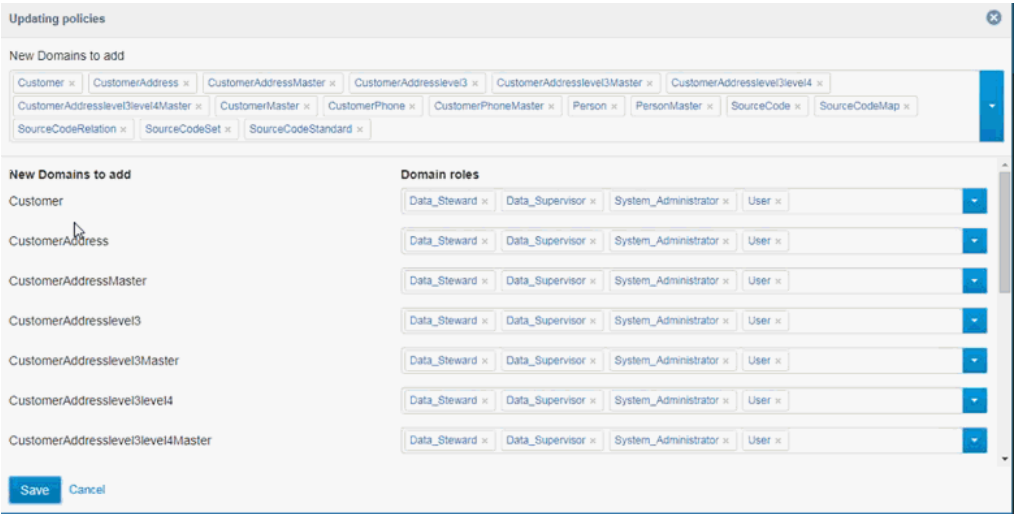 Updating policies
New Domains to add
Customer × CustomerAddress × CustomerAddressMaster × CustomerAddresslevel3 × CustomerAddresslevel3Master × CustomerAddresslevel3level4 ×
CustomerAddresslevel3level4Master × CustomerMaster × CustomerPhone × CustomerPhoneMaster × Person × PersonMaster × SourceCode × SourceCodeMap ×
SourceCodeRelation × SourceCodeSet × SourceCodeStandard ×
New Domains to add Domain roles
Customer Data_Steward × Data_Supervisor × System_Administrator × User ×
CustomerAddress Data_Steward × Data_Supervisor × System_Administrator × User ×
CustomerAddressMaster Data_Steward × Data_Supervisor × System_Administrator × User ×
CustomerAddresslevel3 Data_Steward × Data_Supervisor × System_Administrator × User ×
CustomerAddresslevel3Master Data_Steward × Data_Supervisor × System_Administrator × User ×
CustomerAddresslevel3level4 Data_Steward × Data_Supervisor × System_Administrator × User ×
CustomerAddresslevel3level4Master Data_Steward × Data_Supervisor × System_Administrator × User ×
Save Cancel